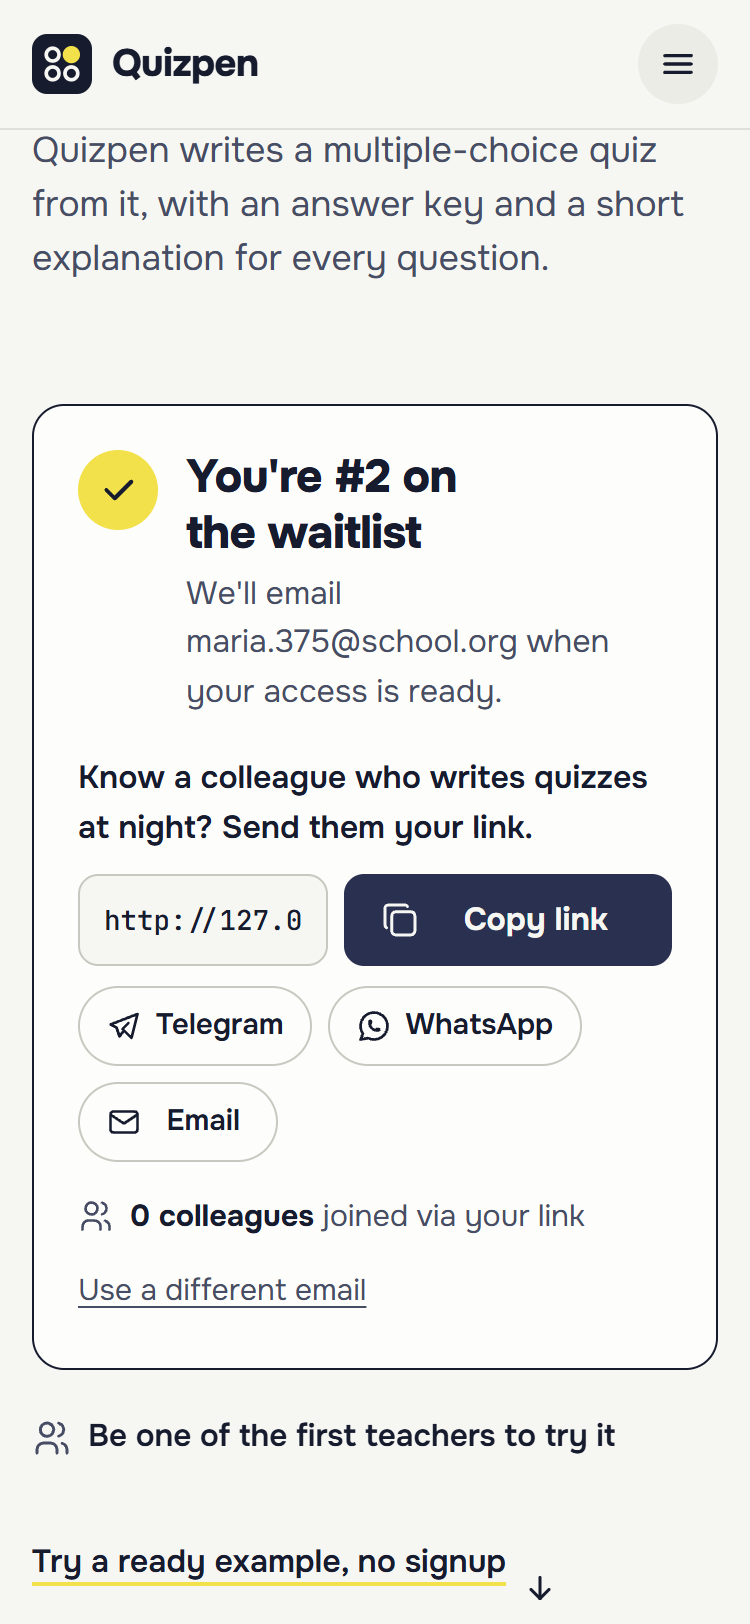 Quizpen
Quizpen writes a multiple-choice quiz
from it, with an answer key and a short
explanation for every question.
You're #2 on
the waitlist
We'll email
maria.375@school.org when
your access is ready.
Know a colleague who writes quizzes
at night? Send them your link.
http://127.0
Copy link
Telegram
WhatsApp
Email
0 colleagues joined via your link
Use a different email
Be one of the first teachers to try it
Try a ready example, no signup